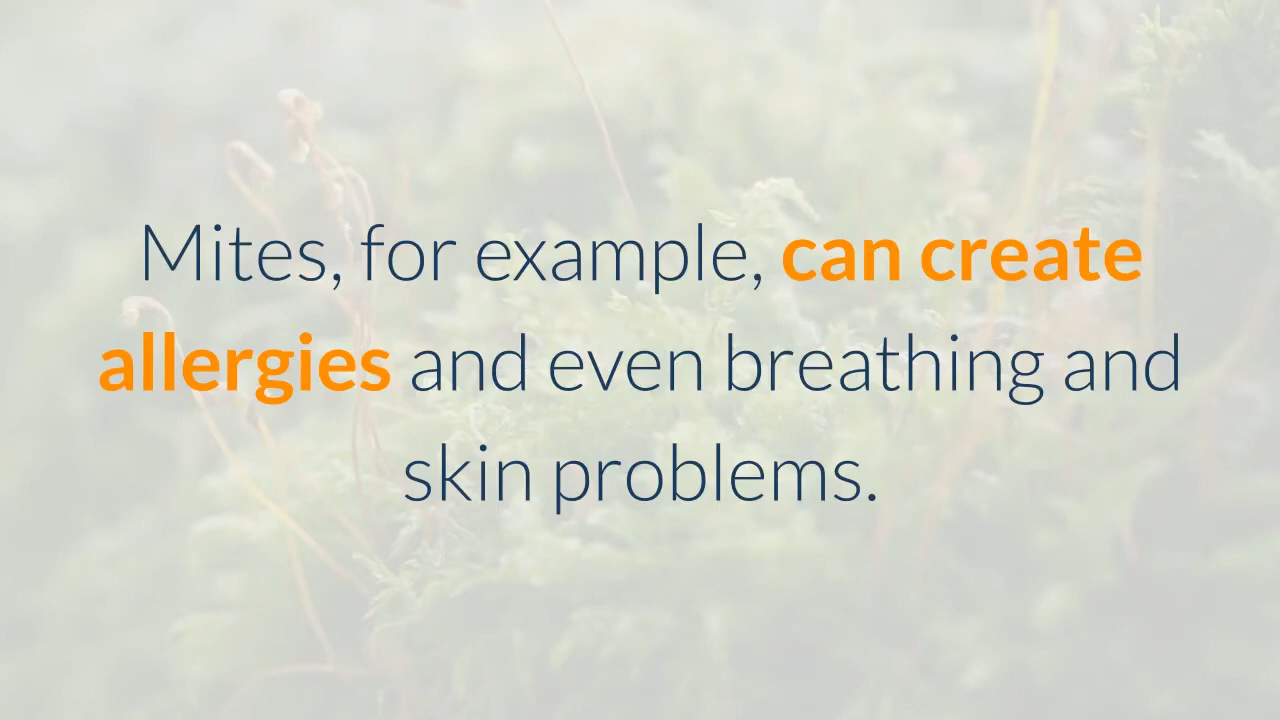 Mites, for example, can create
allergies and even breathing and
skin problems.